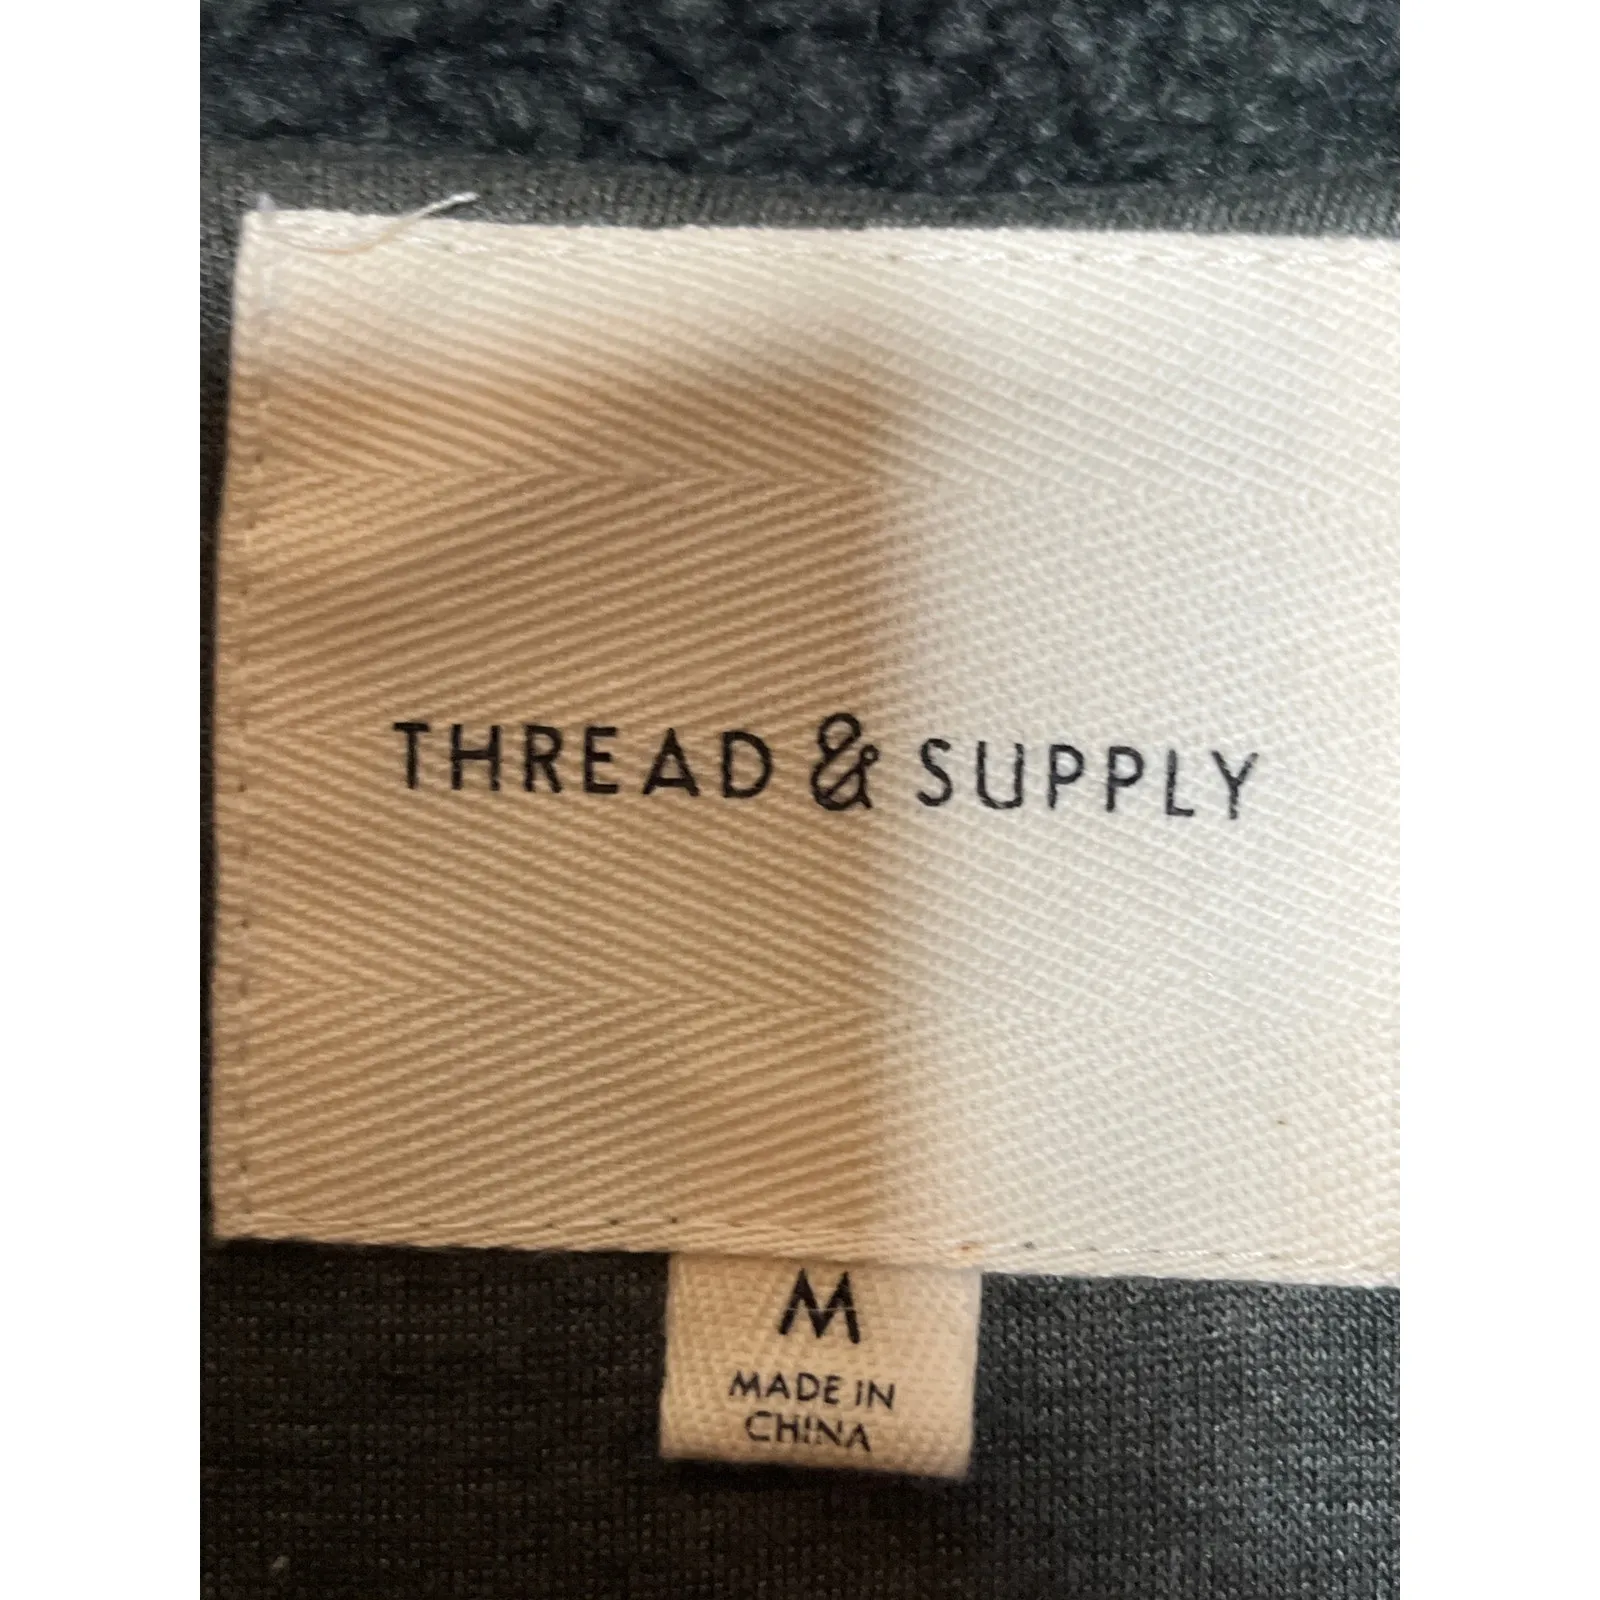 THREAD & SUPPLY
M
MADE IN
CHINA